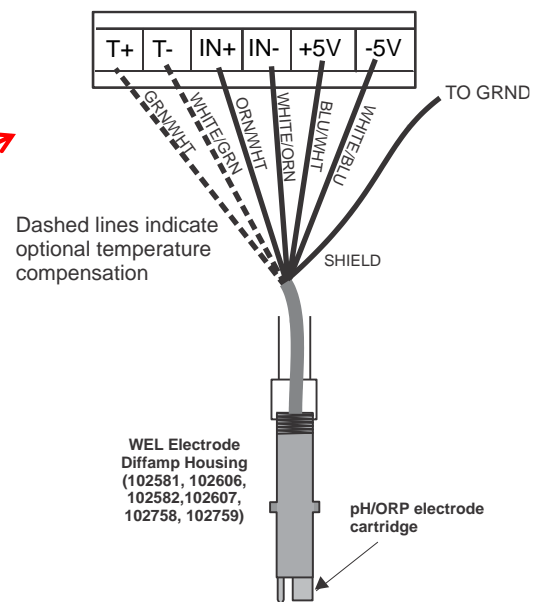 T+ T- IN+ IN- +5V -5V
TO GRND
GRN/WHT
WHITE/GRN
ORN/WHT
WHITE/ORN
BLU/WHT
WHITE/BLU
Dashed lines indicate
optional temperature
compensation
SHIELD
WEL Electrode
Diffamp Housing
(102581, 102606,
102582,102607,
102758, 102759)
pH/ORP electrode
cartridge